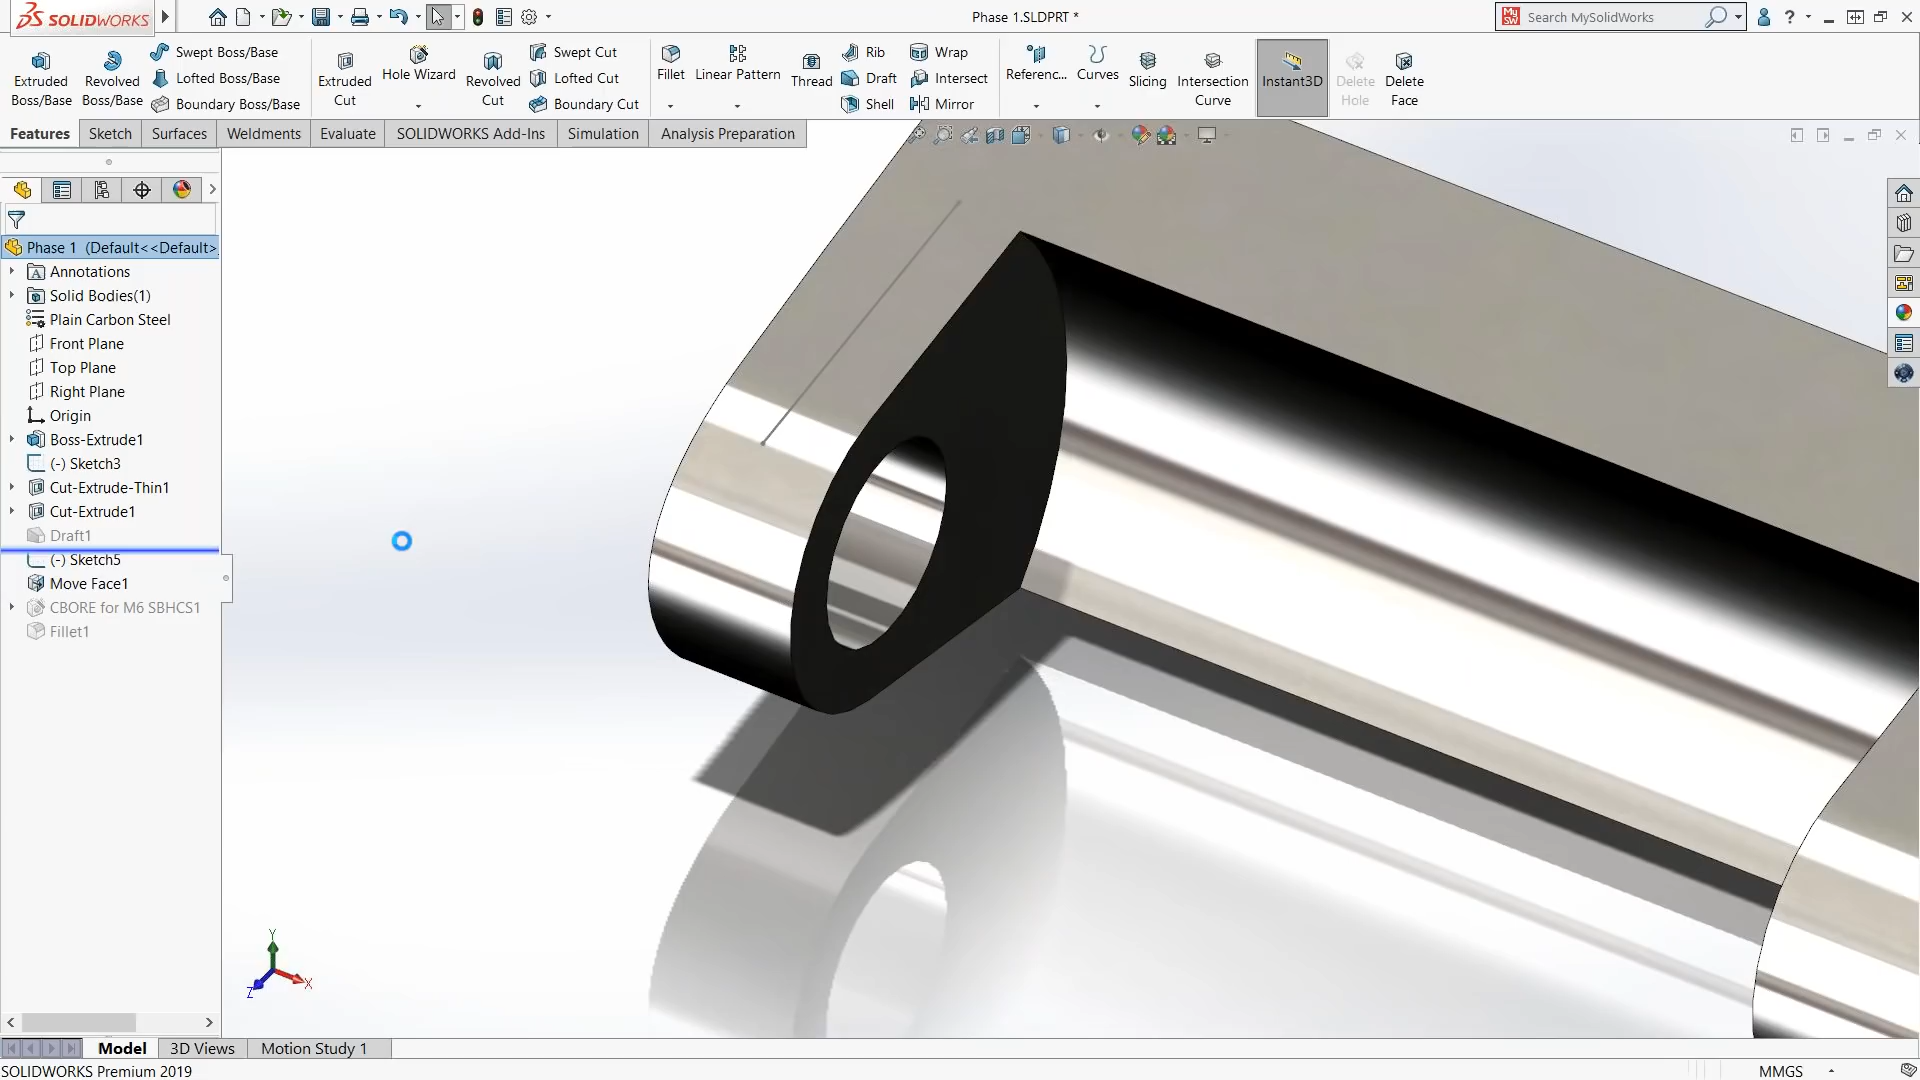 SOLIDWORKS
Phase 1.SLDPRT *
Search MySolidWorks
Extruded Boss/Base
Revolved Boss/Base
Swept Boss/Base
Lofted Boss/Base
Boundary Boss/Base
Extruded Cut
Hole Wizard
Revolved Cut
Swept Cut
Lofted Cut
Boundary Cut
Fillet
Linear Pattern
Thread
Rib
Draft
Shell
Wrap
Intersect
Mirror
Referenc...
Curves
Slicing
Intersection Curve
Instant3D
Delete Hole
Delete Face
Features
Sketch
Surfaces
Weldments
Evaluate
SOLIDWORKS Add-Ins
Simulation
Analysis Preparation
Phase 1 (Default<<Default>
Annotations
Solid Bodies(1)
Plain Carbon Steel
Front Plane
Top Plane
Right Plane
Origin
Boss-Extrude1
(-) Sketch3
Cut-Extrude-Thin1
Cut-Extrude1
Draft1
(-) Sketch5
Move Face1
CBORE for M6 SBHCS1
Fillet1
Y
X
Z
Model
3D Views
Motion Study 1
SOLIDWORKS Premium 2019
MMGS